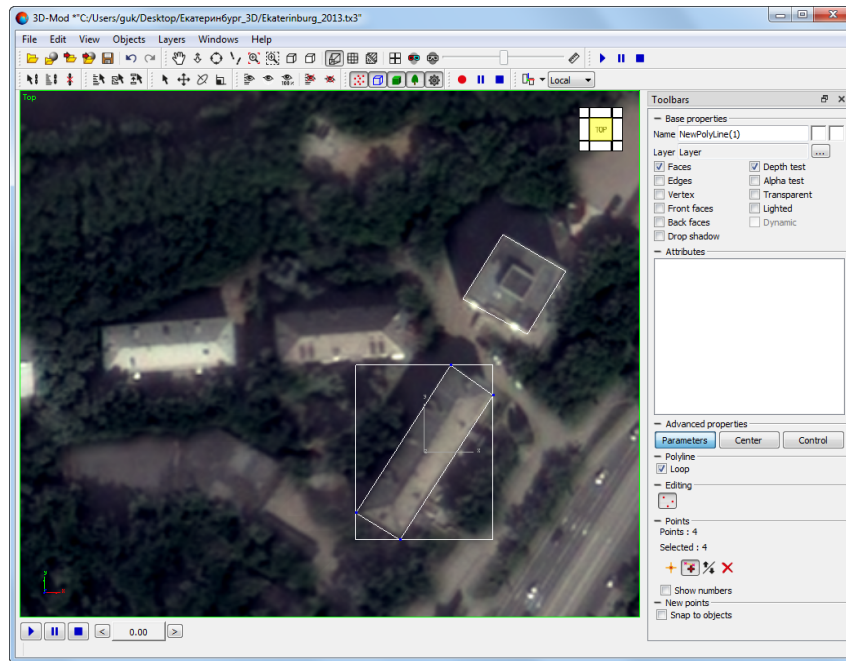 3D-Mod *"C:/Users/guk/Desktop/Екатеринбург_3D/Ekaterinburg_2013.tx3"
File Edit View Objects Layers Windows Help
100%
Local
Top
TOP
Toolbars
Base properties
Name NewPolyLine(1)
Layer Layer ...
Faces Depth test
Edges Alpha test
Vertex Transparent
Front faces Lighted
Back faces Dynamic
Drop shadow
Attributes
Advanced properties
Parameters Center Control
Polyline
Loop
Editing
Points
Points : 4
Selected : 4
Show numbers
New points
Snap to objects
< 0.00 >